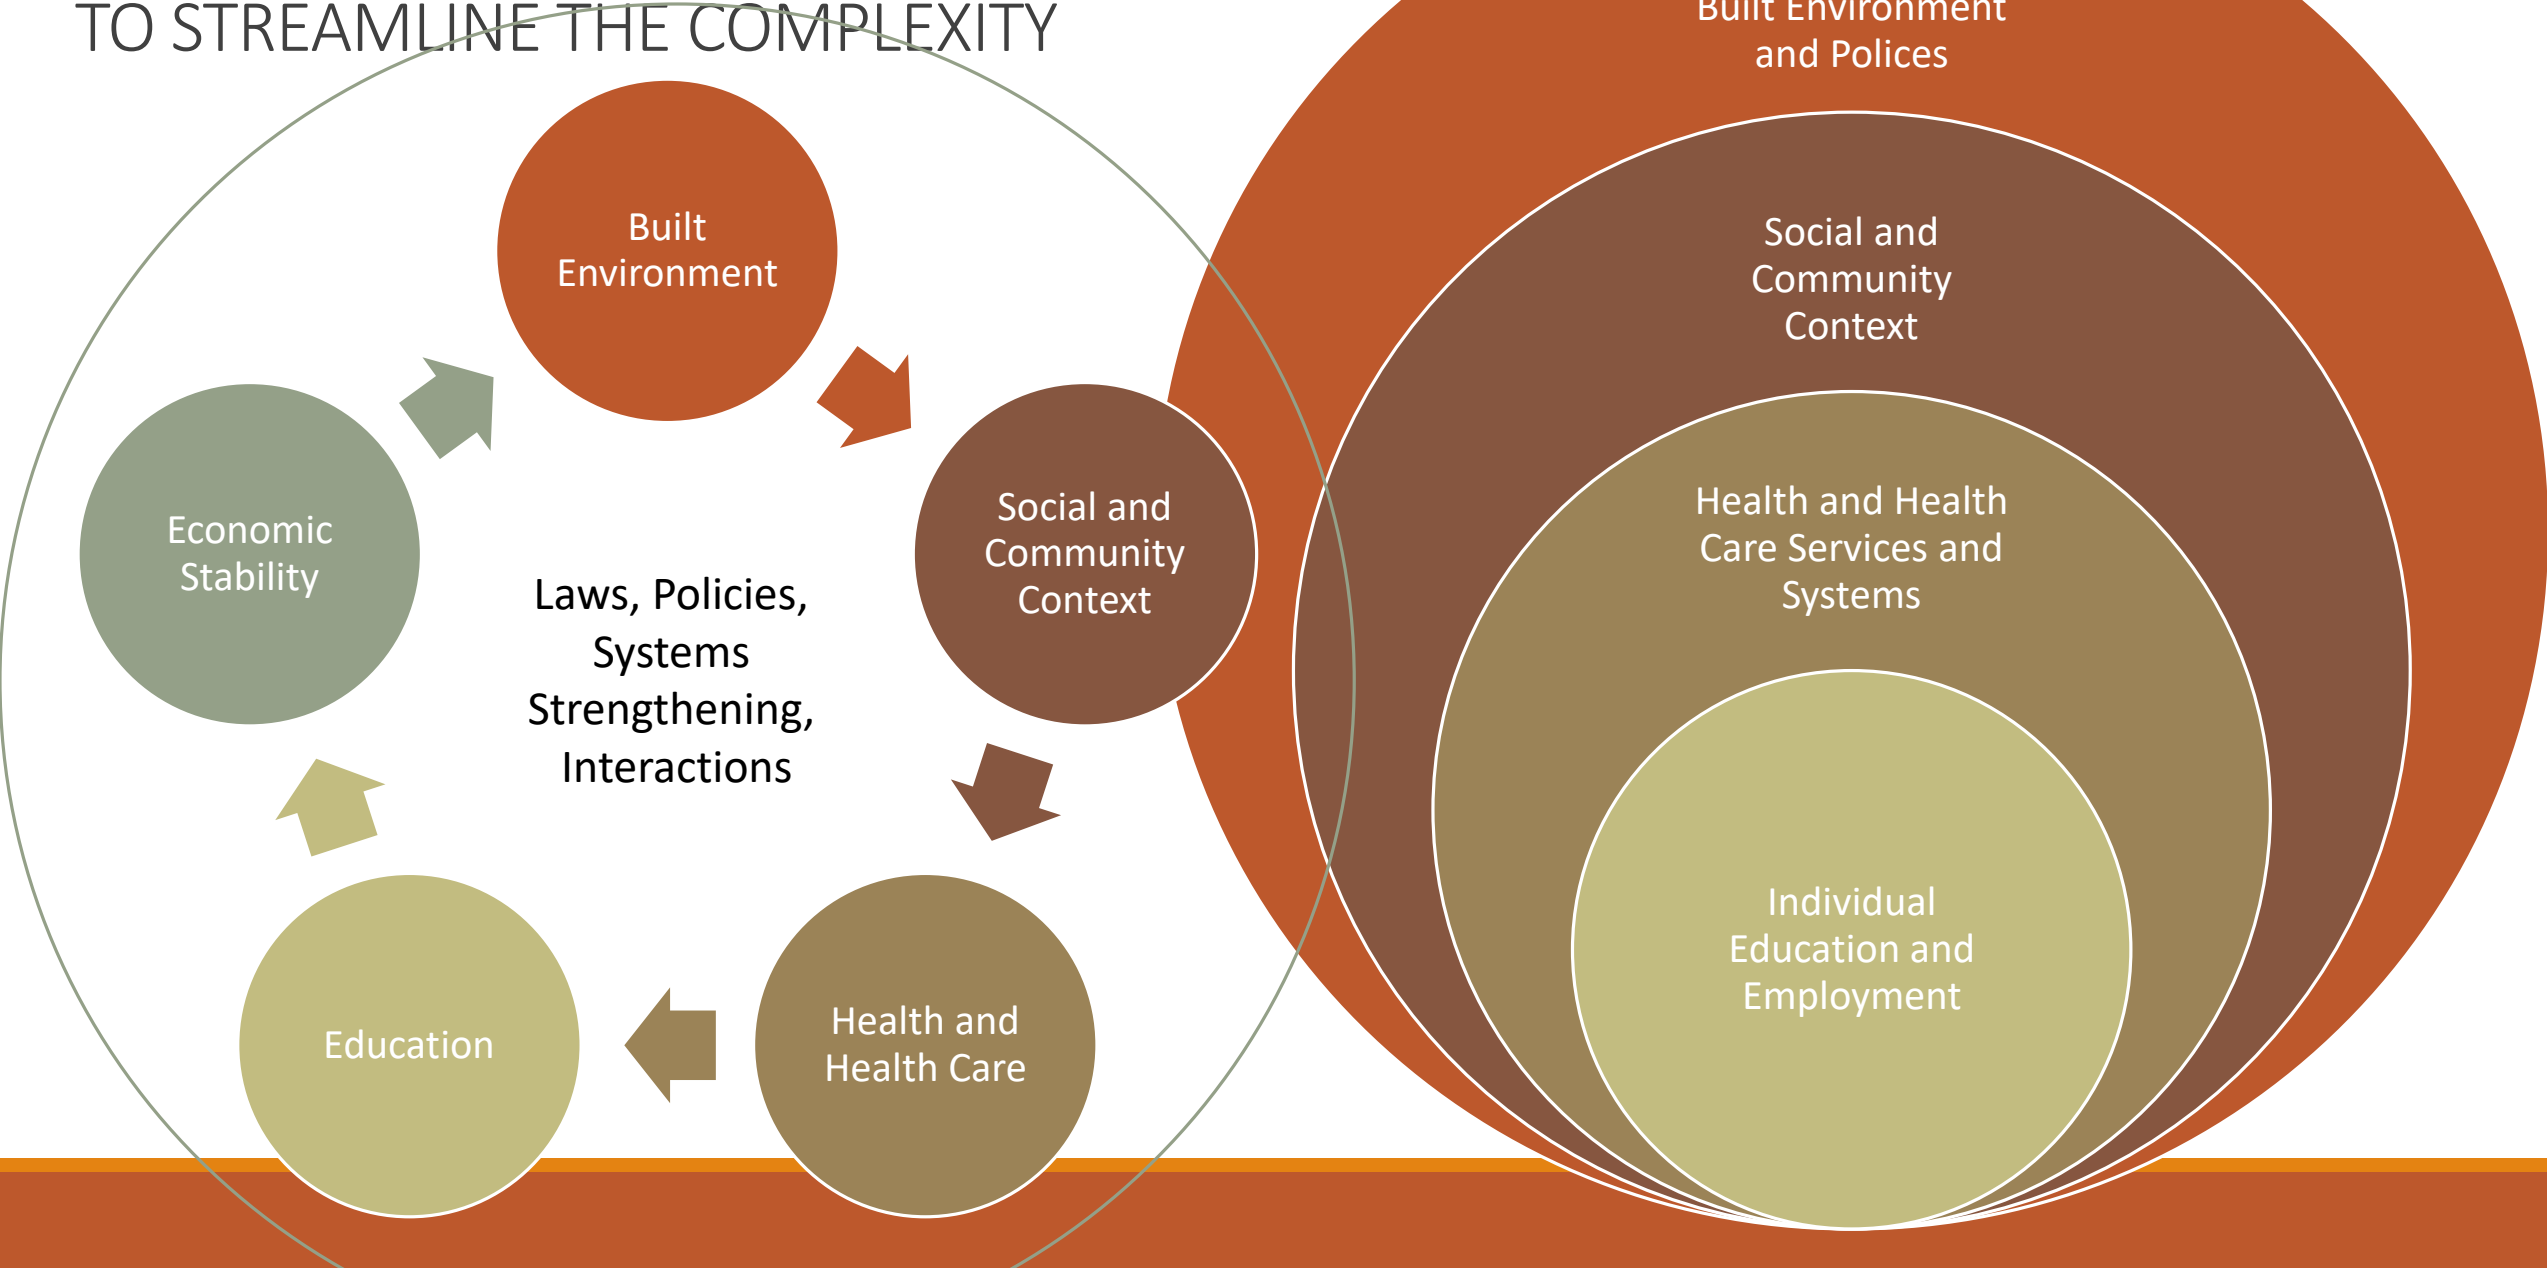 TO STREAMLINE THE COMPLEXITY
Built
Environment
Social and
Community
Context
Health and
Health Care
Education
Economic
Stability
Laws, Policies,
Systems
Strengthening,
Interactions
Built Environment
and Polices
Social and
Community
Context
Health and Health
Care Services and
Systems
Individual
Education and
Employment